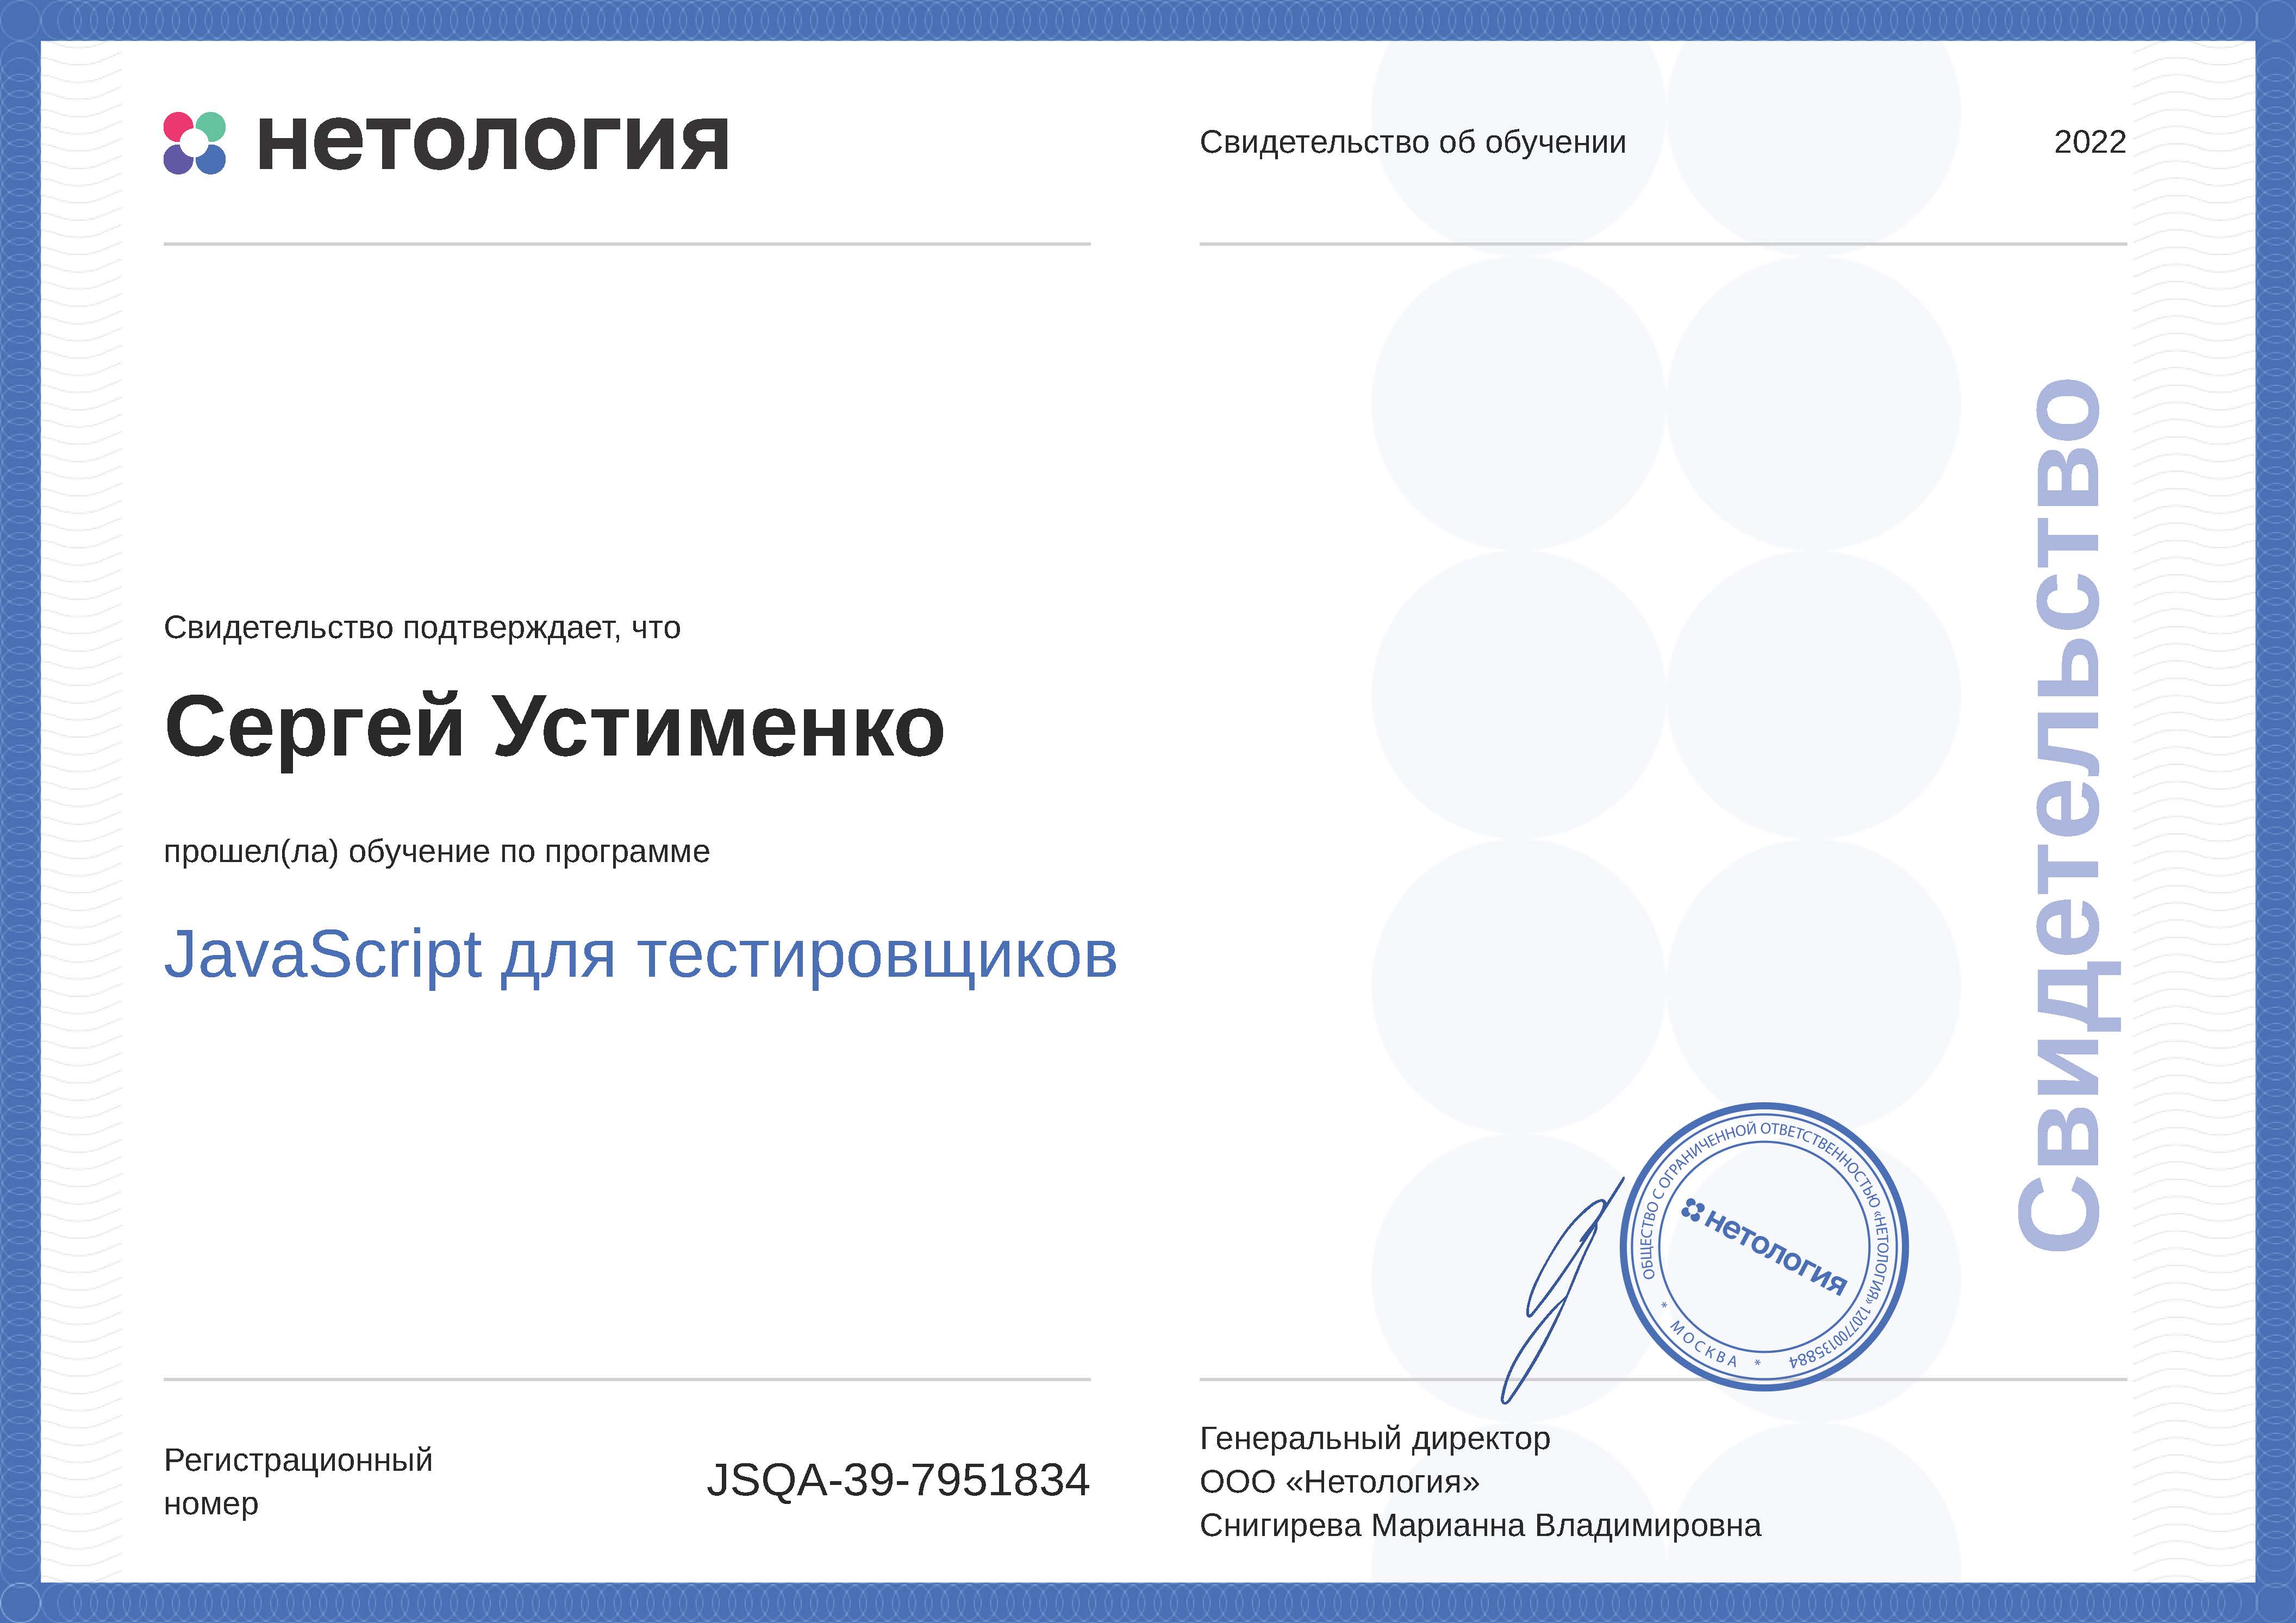 нетология
Свидетельство об обучении
2022
Свидетельство подтверждает, что
Сергей Устименко
прошел(ла) обучение по программе
JavaScript для тестировщиков
Свидетельство
ОБЩЕСТВО С ОГРАНИЧЕННОЙ ОТВЕТСТВЕННОСТЬЮ «НЕТОЛОГИЯ» 1207700135884
* МОСКВА *
нетология
Регистрационный
номер
JSQA-39-7951834
Генеральный директор
ООО «Нетология»
Снигирева Марианна Владимировна